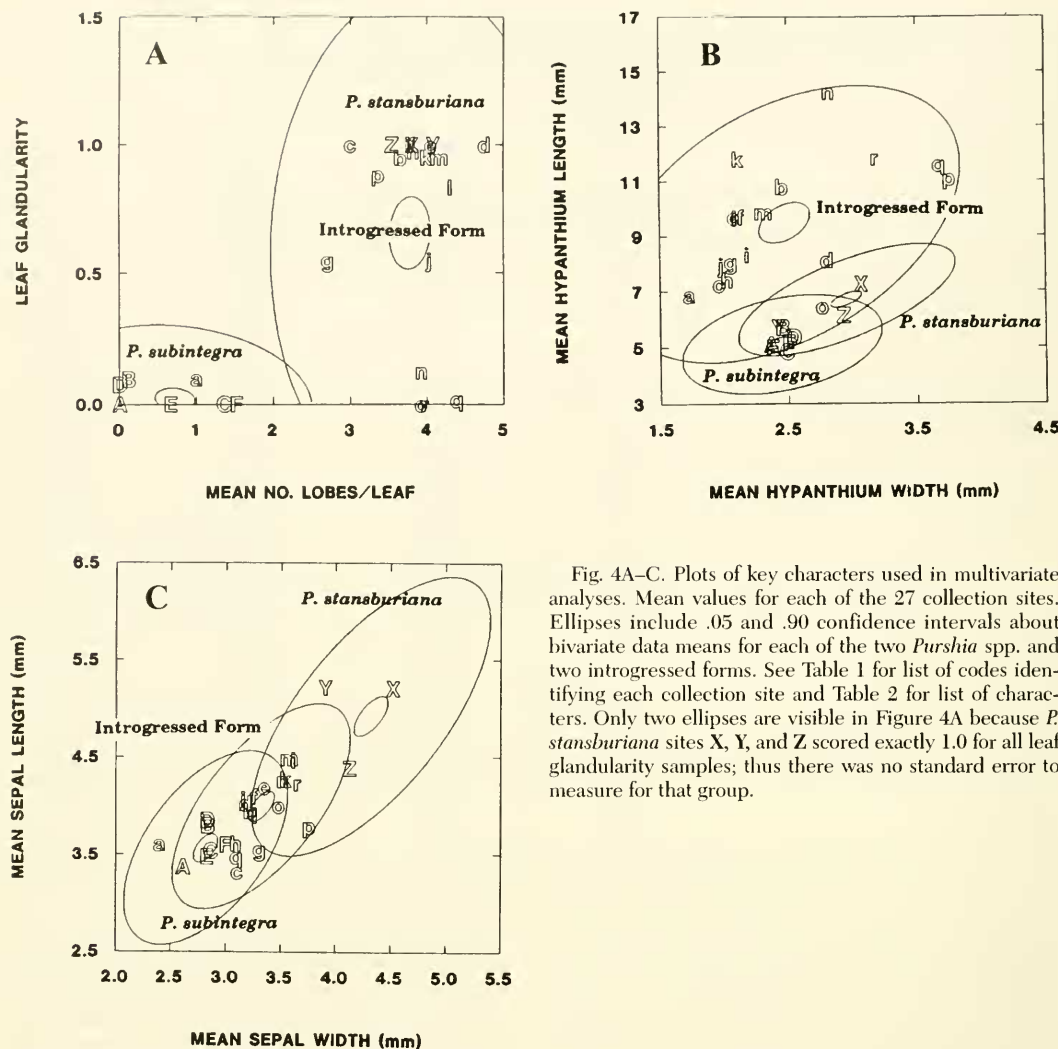 A
P. stansburiana
Introgressed Form
P. subintegra
LEAF GLANDULARITY
1.5
1.0
0.5
0.0
0 1 2 3 4 5
MEAN NO. LOBES/LEAF
c Z X Y d
b k m
p l
g j
n
D B a
A E C F o q
B
P. stansburiana
Introgressed Form
P. subintegra
MEAN HYPANTHIUM LENGTH (mm)
17
15
13
11
9
7
5
3
1.5 2.5 3.5 4.5
MEAN HYPANTHIUM WIDTH (mm)
n
k r q
b p
f m
j g i d
a c h X
o Z
C
P. stansburiana
Introgressed Form
P. subintegra
MEAN SEPAL LENGTH (mm)
6.5
5.5
4.5
3.5
2.5
2.0 2.5 3.0 3.5 4.0 4.5 5.0 5.5
MEAN SEPAL WIDTH (mm)
Y X
Z
r
o p
a A F h g
q
c
Fig. 4A–C. Plots of key characters used in multivariate
analyses. Mean values for each of the 27 collection sites.
Ellipses include .05 and .90 confidence intervals about
bivariate data means for each of the two Purshia spp. and
two introgressed forms. See Table 1 for list of codes iden-
tifying each collection site and Table 2 for list of charac-
ters. Only two ellipses are visible in Figure 4A because P.
stansburiana sites X, Y, and Z scored exactly 1.0 for all leaf
glandularity samples; thus there was no standard error to
measure for that group.